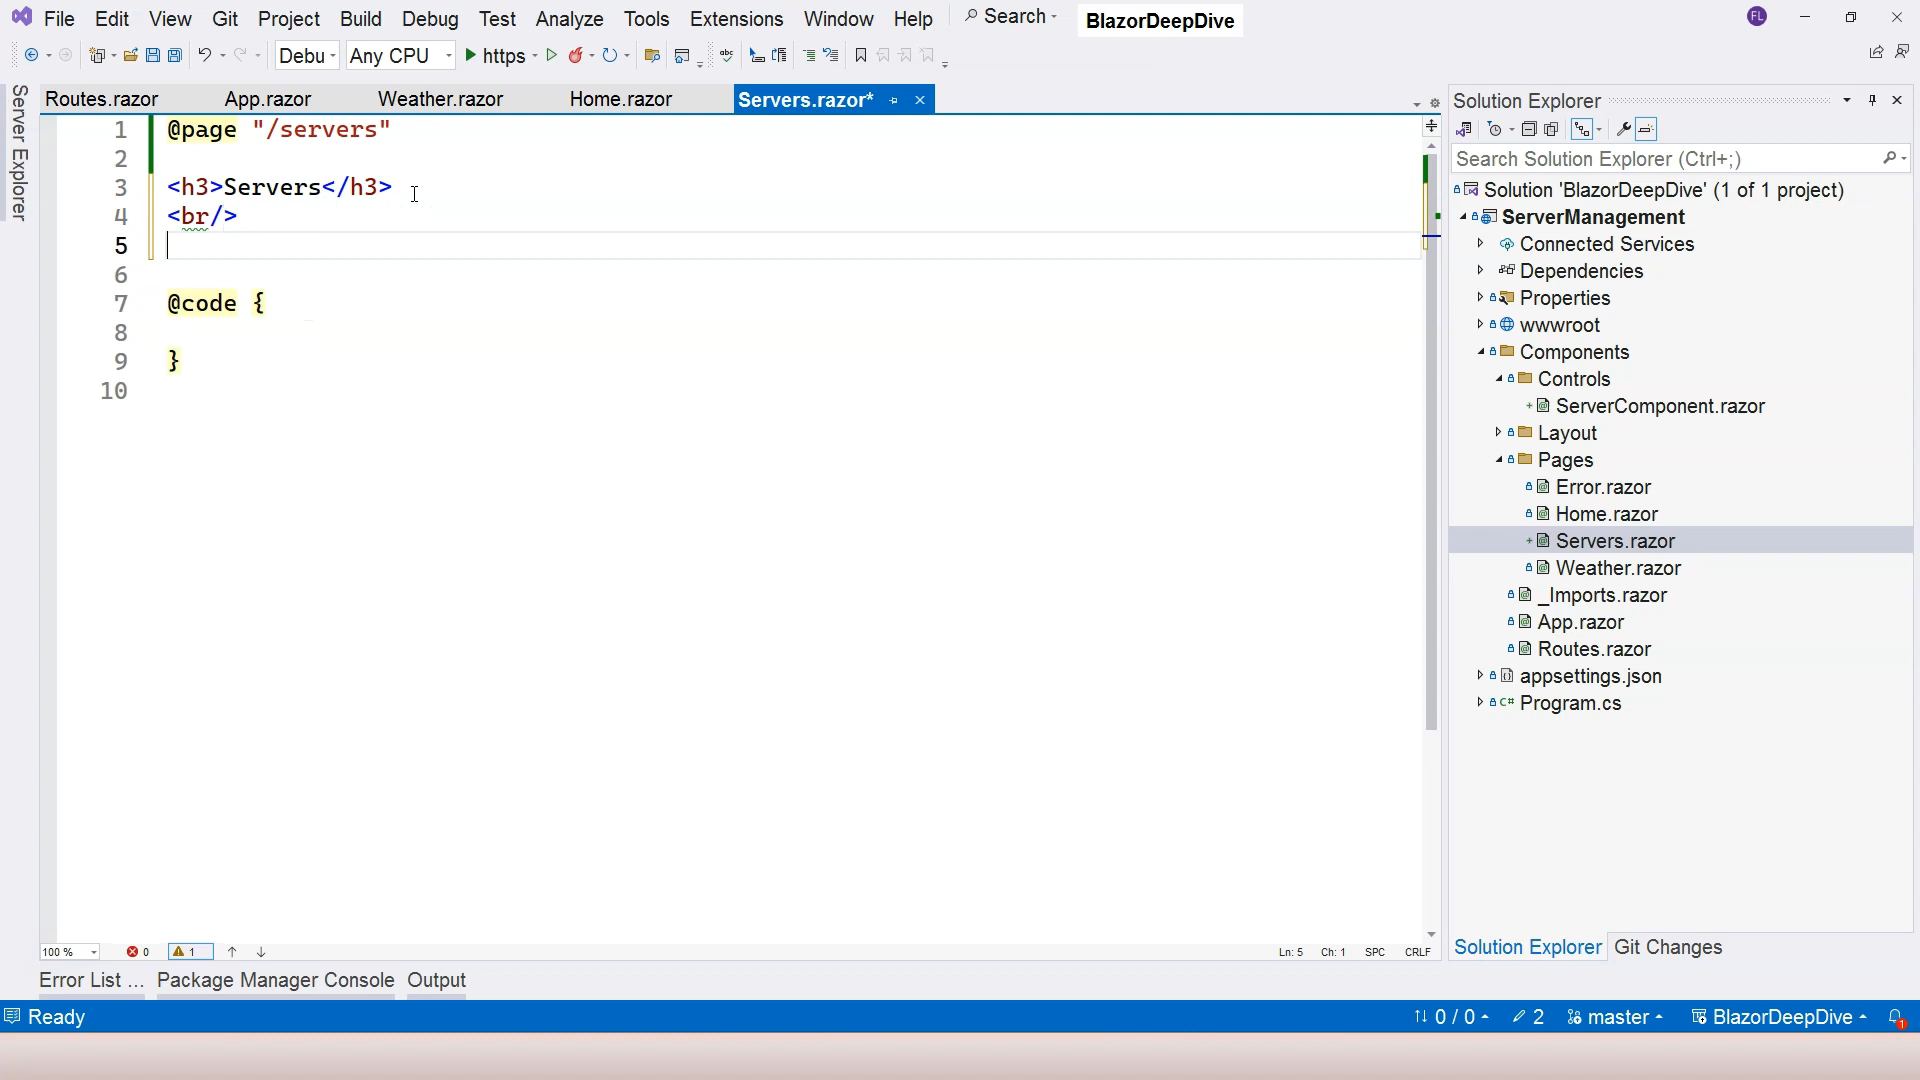 File Edit View Git Project Build Debug Test Analyze Tools Extensions Window Help Search BlazorDeepDive FL
Debu Any CPU https abc
Server Explorer
Routes.razor App.razor Weather.razor Home.razor Servers.razor*
1 @page "/servers"
2
3 <h3>Servers</h3>
4 <br/>
5
6
7 @code {
8
9 }
10
100 % 0 1 Ln: 5 Ch: 1 SPC CRLF
Solution Explorer
Search Solution Explorer (Ctrl+;)
Solution 'BlazorDeepDive' (1 of 1 project)
ServerManagement
Connected Services
Dependencies
Properties
wwwroot
Components
Controls
ServerComponent.razor
Layout
Pages
Error.razor
Home.razor
Servers.razor
Weather.razor
_Imports.razor
App.razor
Routes.razor
appsettings.json
C# Program.cs
Solution Explorer Git Changes
Error List ... Package Manager Console Output
Ready 0 / 0 2 master BlazorDeepDive 1